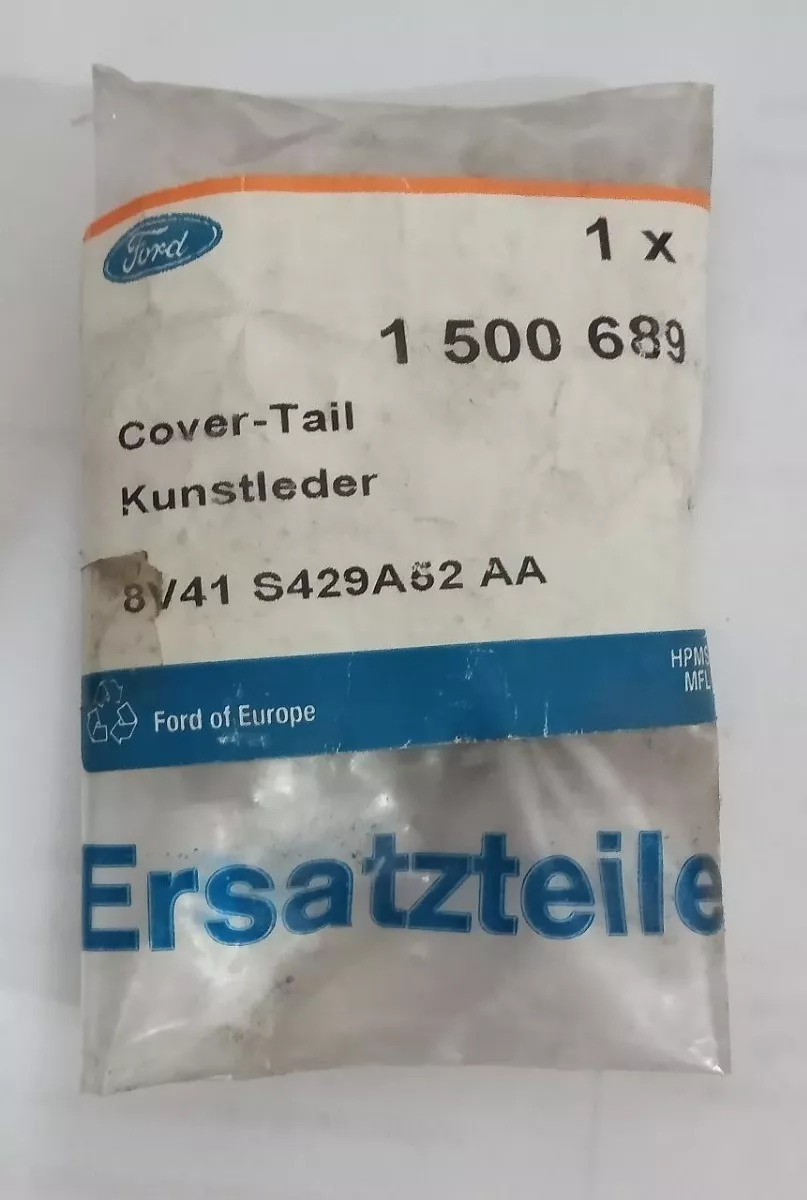 Ford
1 x
1 500 689
Cover-Tail
Kunstleder
8V41 S429A62 AA
HPMS
MFL
Ford of Europe
Ersatzteile